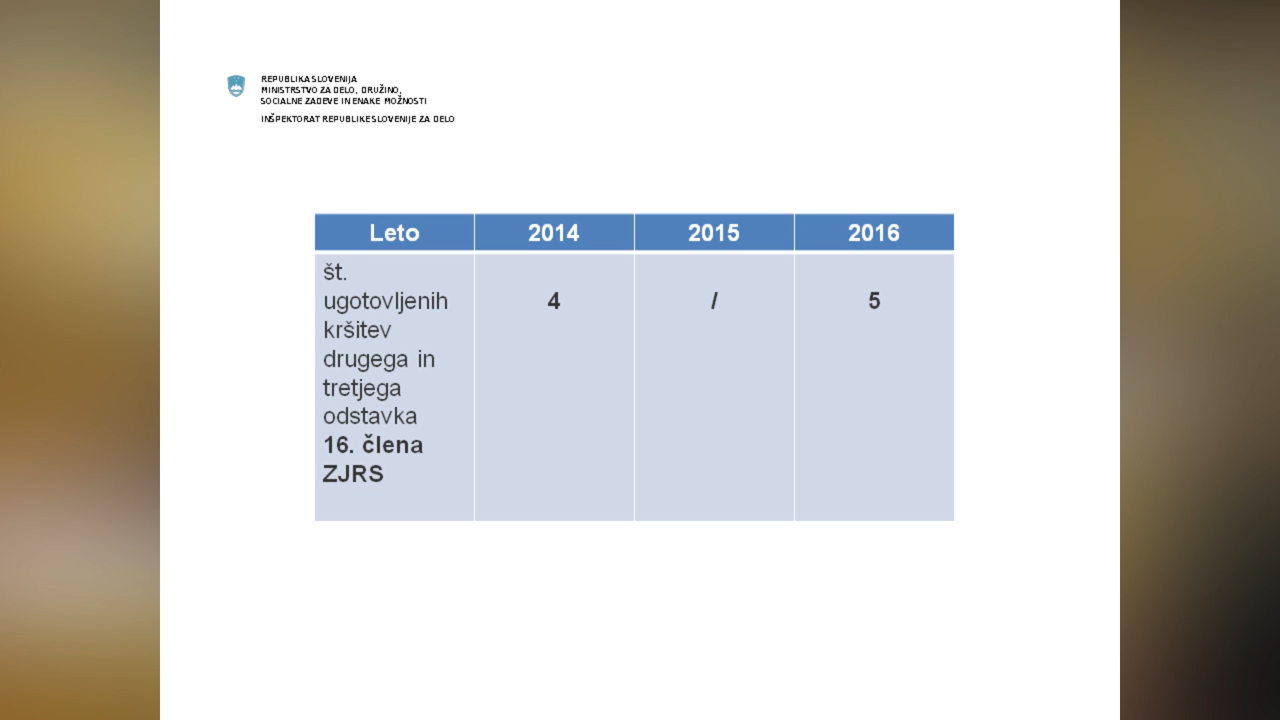 REPUBLIKA SLOVENIJA
MINISTRSTVO ZA DELO, DRUŽINO,
SOCIALNE ZADEVE IN ENAKE MOŽNOSTI
INŠPEKTORAT REPUBLIKE SLOVENIJE ZA DELO
Leto 2014 2015 2016
št.
ugotovljenih 4 / 5
kršitev
drugega in
tretjega
odstavka
16. člena
ZJRS